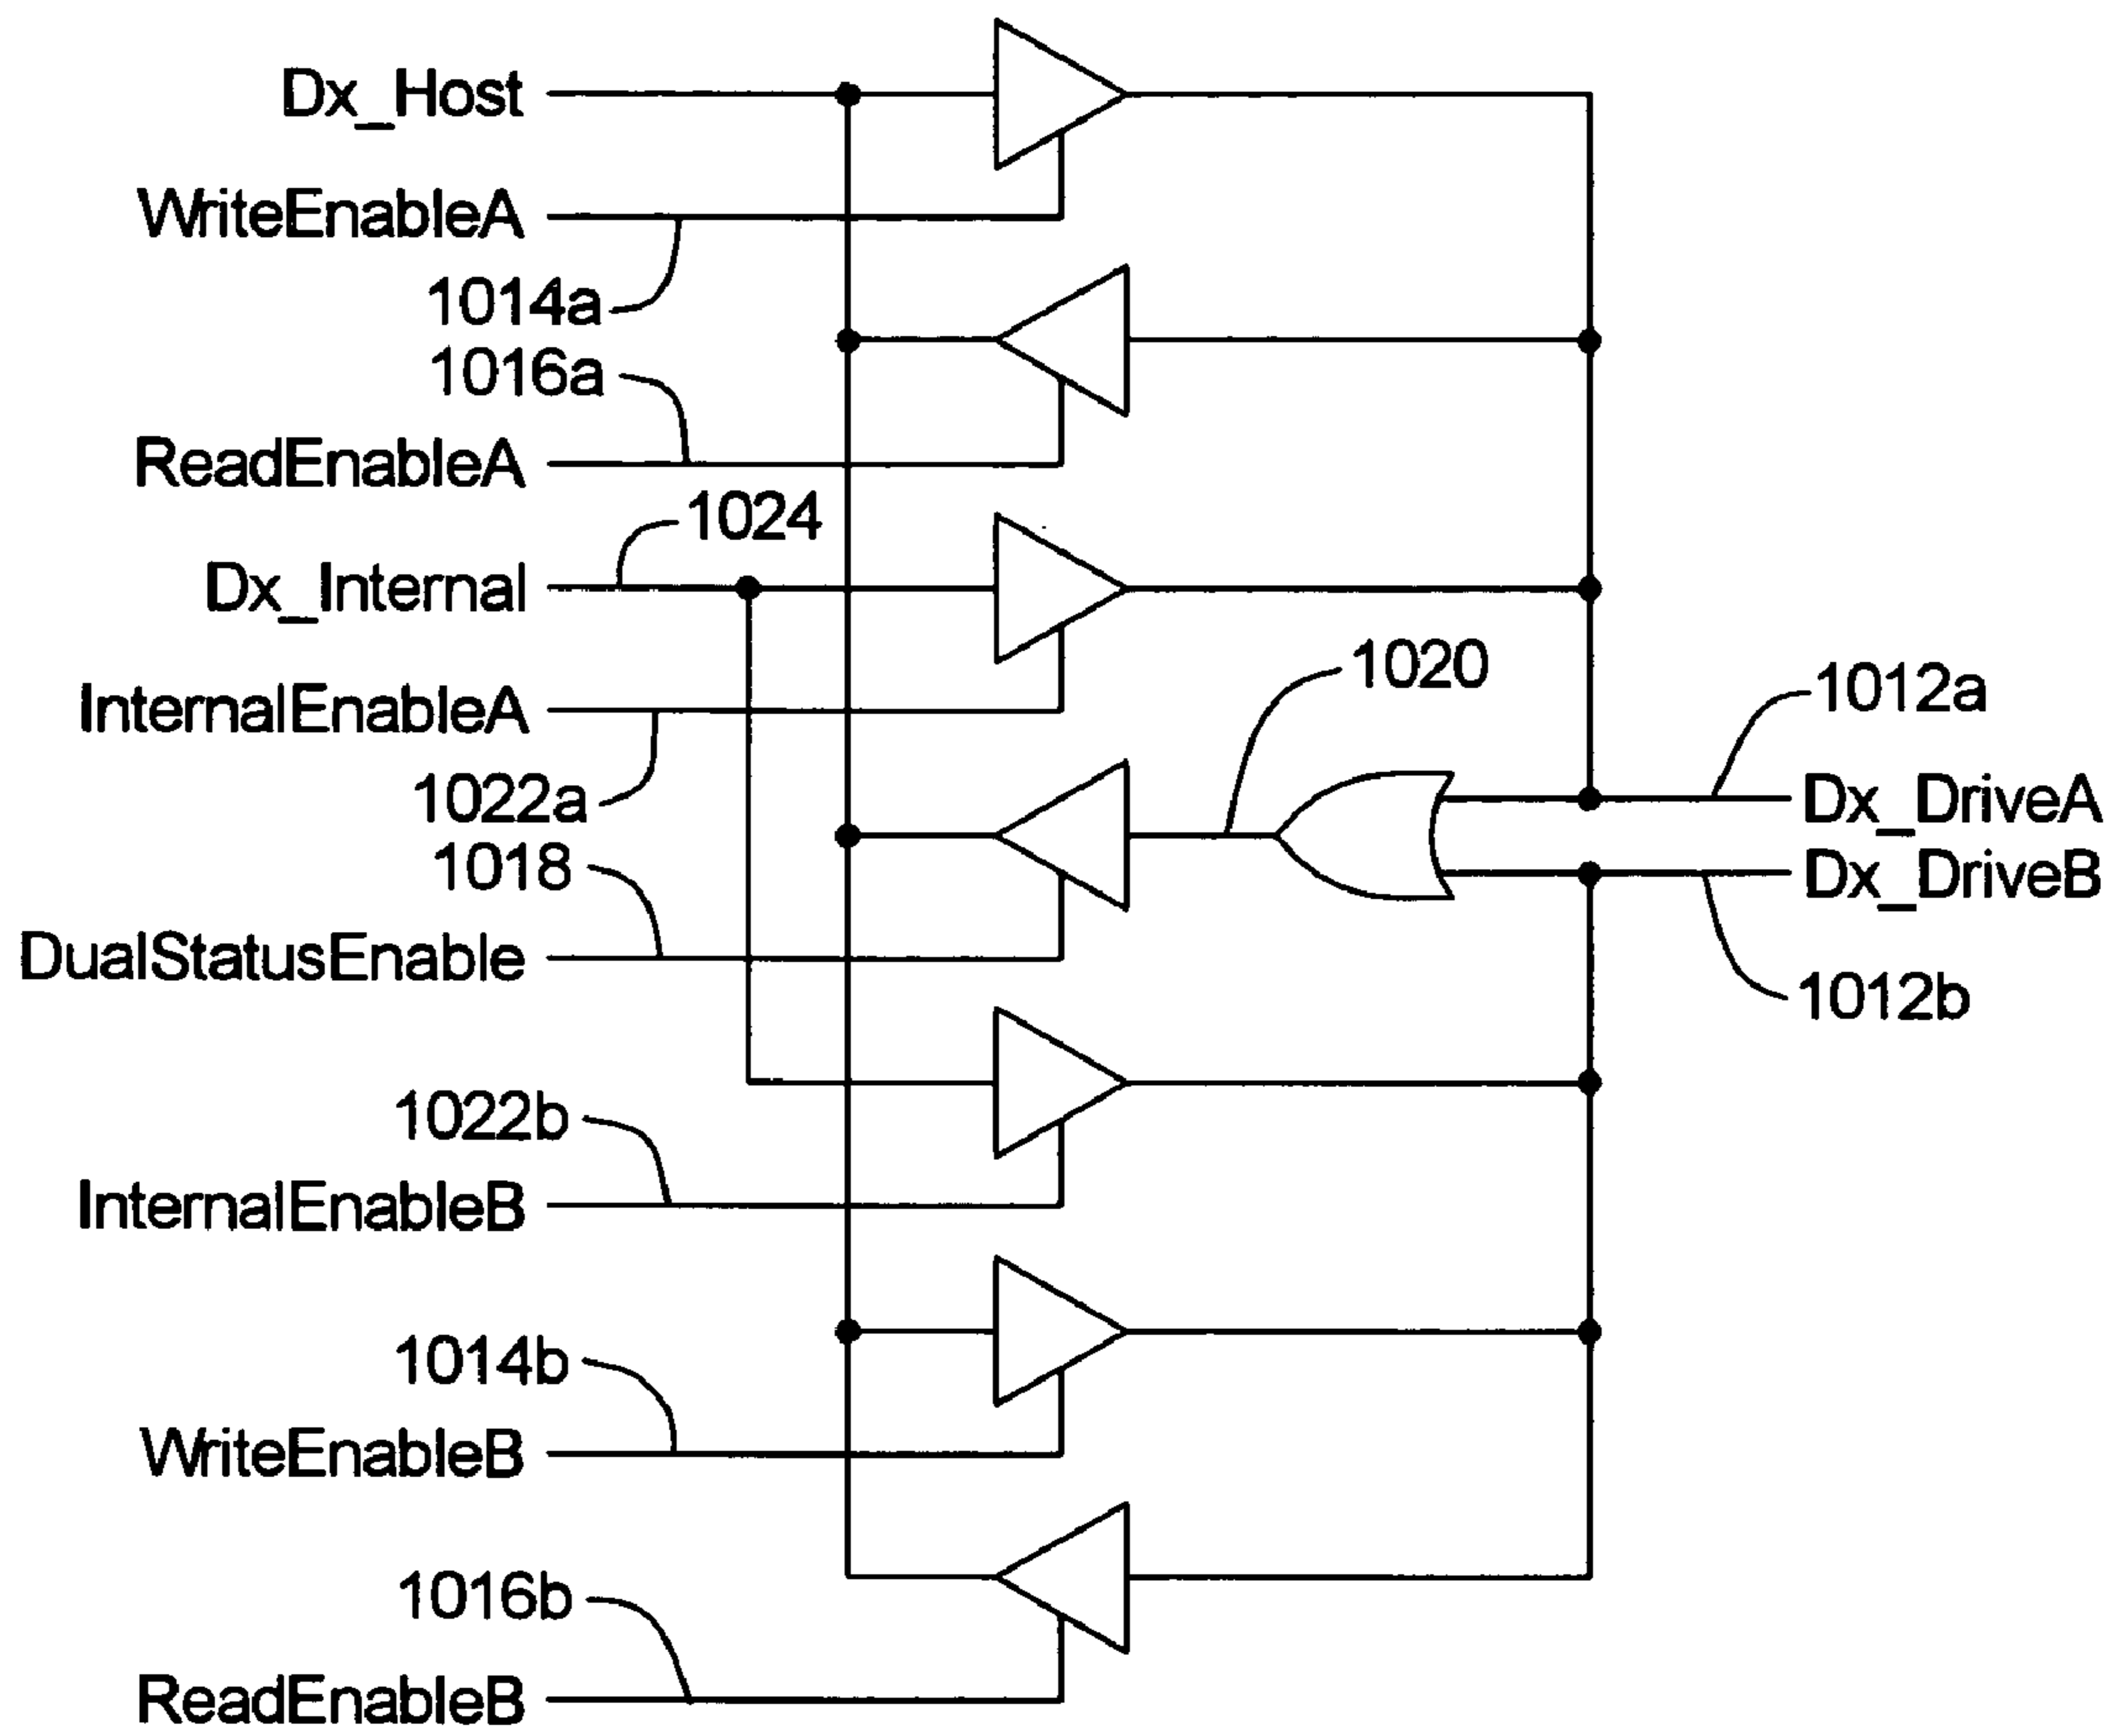 Dx_Host
WriteEnableA
1014a
1016a
ReadEnableA
1024
Dx_Internal
1020
1012a
InternalEnableA
1022a
Dx_DriveA
1018
Dx_DriveB
DualStatusEnable
1012b
1022b
InternalEnableB
1014b
WriteEnableB
1016b
ReadEnableB